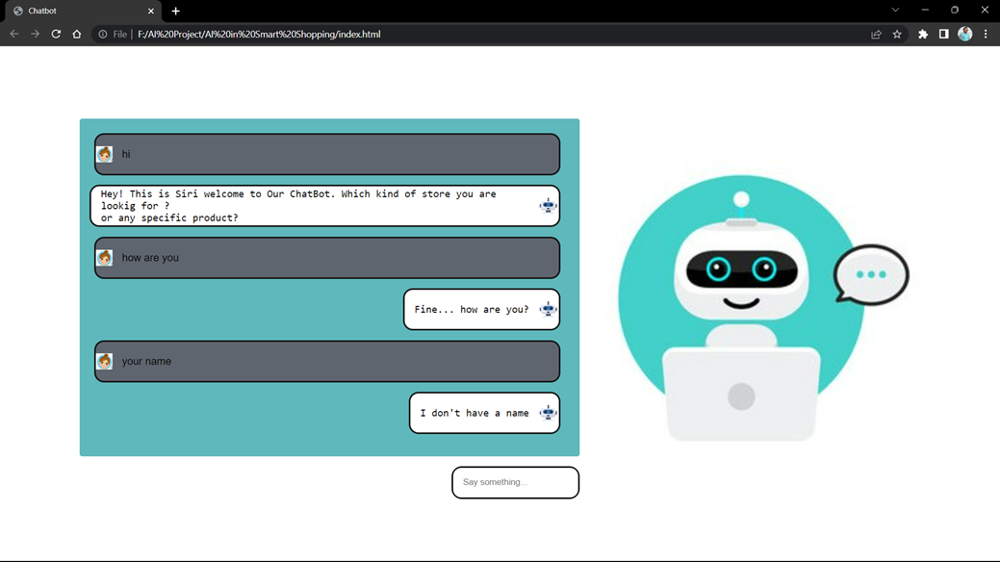 Chatbot
File | F:/AI%20Project/AI%20in%20Smart%20Shopping/index.html
hi
Hey! This is Siri welcome to Our ChatBot. Which kind of store you are
lookig for ?
or any specific product?
how are you
Fine... how are you?
your name
I don't have a name
Say something...